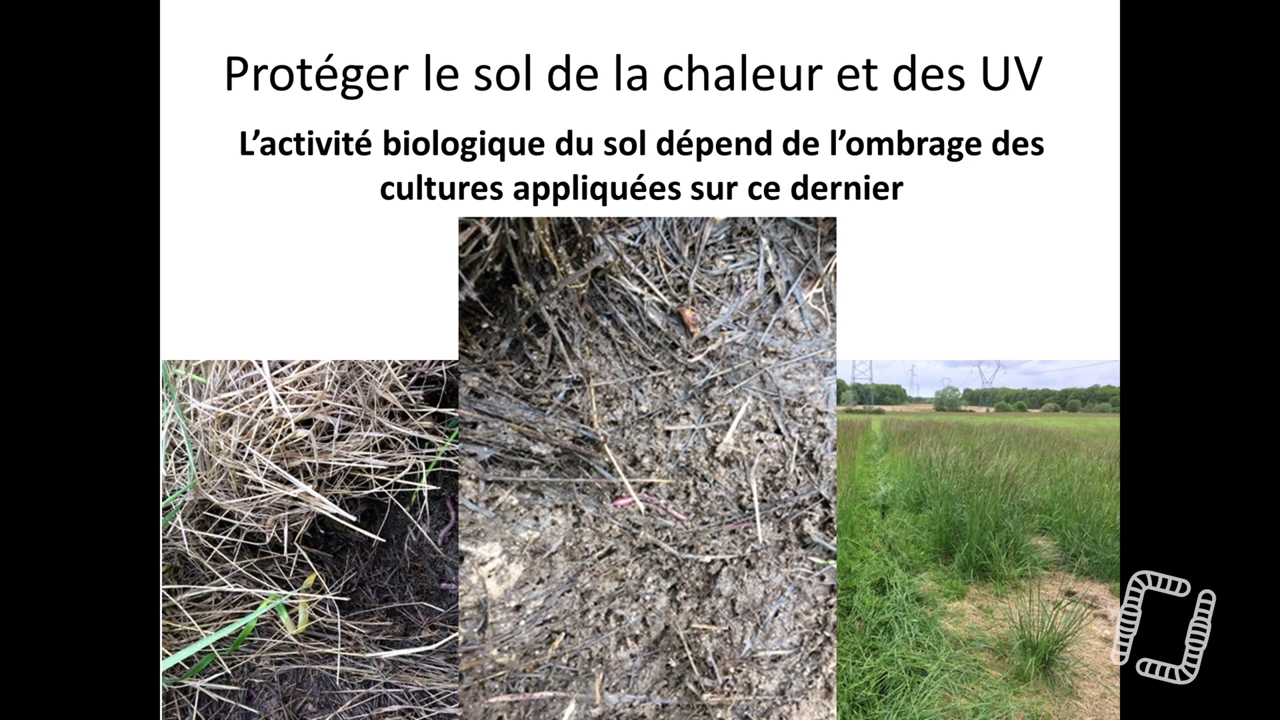 Protéger le sol de la chaleur et des UV
L’activité biologique du sol dépend de l’ombrage des
cultures appliquées sur ce dernier